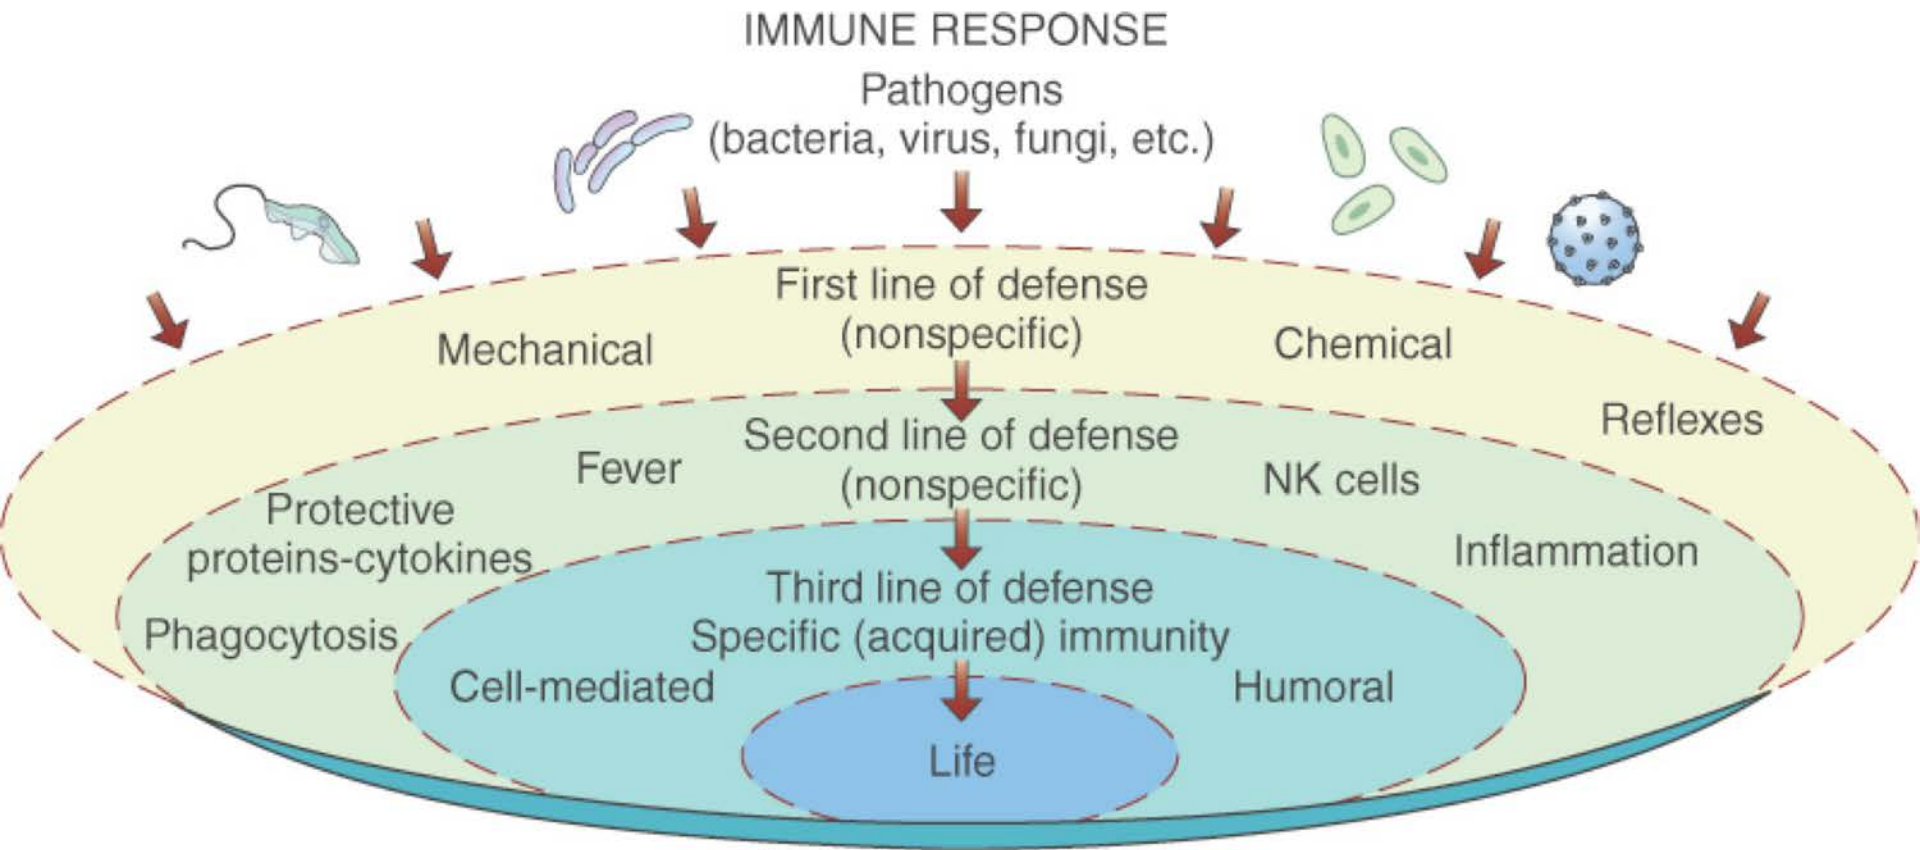 IMMUNE RESPONSE
Pathogens
(bacteria, virus, fungi, etc.)
First line of defense
(nonspecific)
Mechanical
Chemical
Reflexes
Second line of defense
(nonspecific)
Fever
NK cells
Protective
proteins-cytokines
Inflammation
Phagocytosis
Third line of defense
Specific (acquired) immunity
Cell-mediated
Humoral
Life